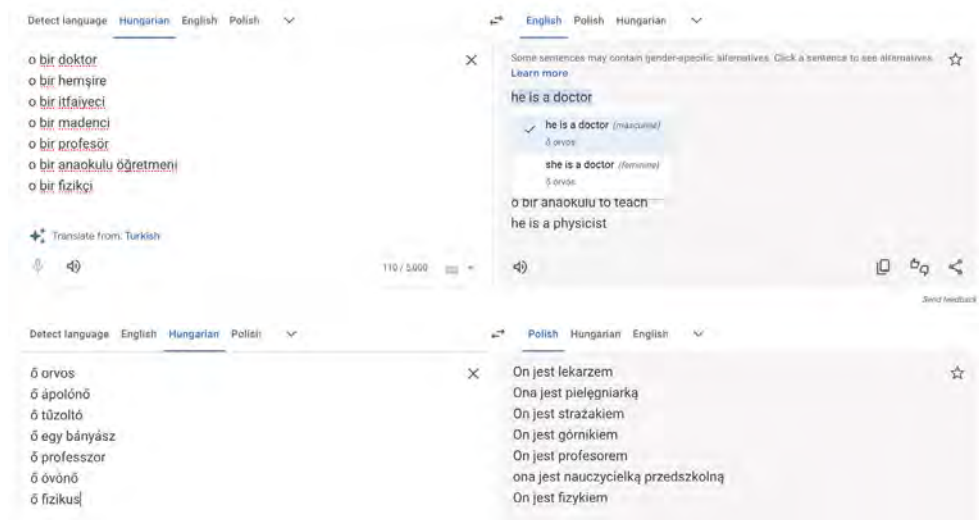 Detect language Hungarian English Polish
English Polish Hungarian
o bir doktor
o bir hemşire
o bir itfaiyeci
o bir madenci
o bir profesör
o bir anaokulu öğretmeni
o bir fizikçi
Translate from: Turkish
110 / 5,000
Some sentences may contain gender-specific alternatives. Click a sentence to see alternatives.
Learn more
he is a doctor
he is a doctor (masculine)
ő orvos
she is a doctor (feminine)
ő orvos
o bir anaokulu to teach
he is a physicist
Send feedback
Detect language English Hungarian Polish
Polish Hungarian English
ő orvos
ő ápolónő
ő tűzoltó
ő egy bányász
ő professzor
ő óvónő
ő fizikus
On jest lekarzem
Ona jest pielęgniarką
On jest strażakiem
On jest górnikiem
On jest profesorem
ona jest nauczycielką przedszkolną
On jest fizykiem